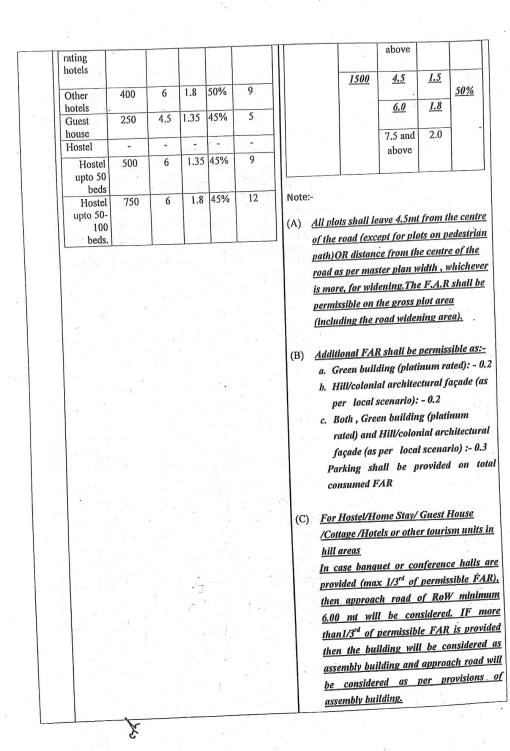 rating
hotels
Other 400 6 1.8 50% 9
hotels
Guest 250 4.5 1.35 45% 5
house
Hostel - - - - -
Hostel 500 6 1.35 45% 9
upto 50
beds
Hostel 750 6 1.8 45% 12
upto 50-
100
beds.
above
1500 4.5 1.5
50%
6.0 1.8
7.5 and 2.0
above
Note:-
(A) All plots shall leave 4.5mt from the centre
of the road (except for plots on pedestrian
path)OR distance from the centre of the
road as per master plan width , whichever
is more, for widening.The F.A.R shall be
permissible on the gross plot area
(including the road widening area).
(B) Additional FAR shall be permissible as:-
a. Green building (platinum rated): - 0.2
b. Hill/colonial architectural façade (as
per local scenario): - 0.2
c. Both , Green building (platinum
rated) and Hill/colonial architectural
façade (as per local scenario) :- 0.3
Parking shall be provided on total
consumed FAR
(C) For Hostel/Home Stay/ Guest House
/Cottage /Hotels or other tourism units in
hill areas
In case banquet or conference halls are
provided (max 1/3rd of permissible FAR),
then approach road of RoW minimum
6.00 mt will be considered. IF more
than1/3rd of permissible FAR is provided
then the building will be considered as
assembly building and approach road will
be considered as per provisions of
assembly building.